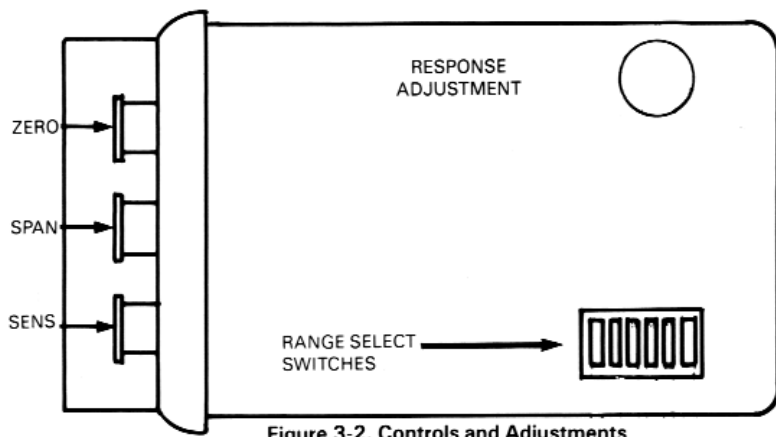 RESPONSE
ADJUSTMENT
ZERO
SPAN
SENS
RANGE SELECT
SWITCHES
Figure 3-2. Controls and Adjustments